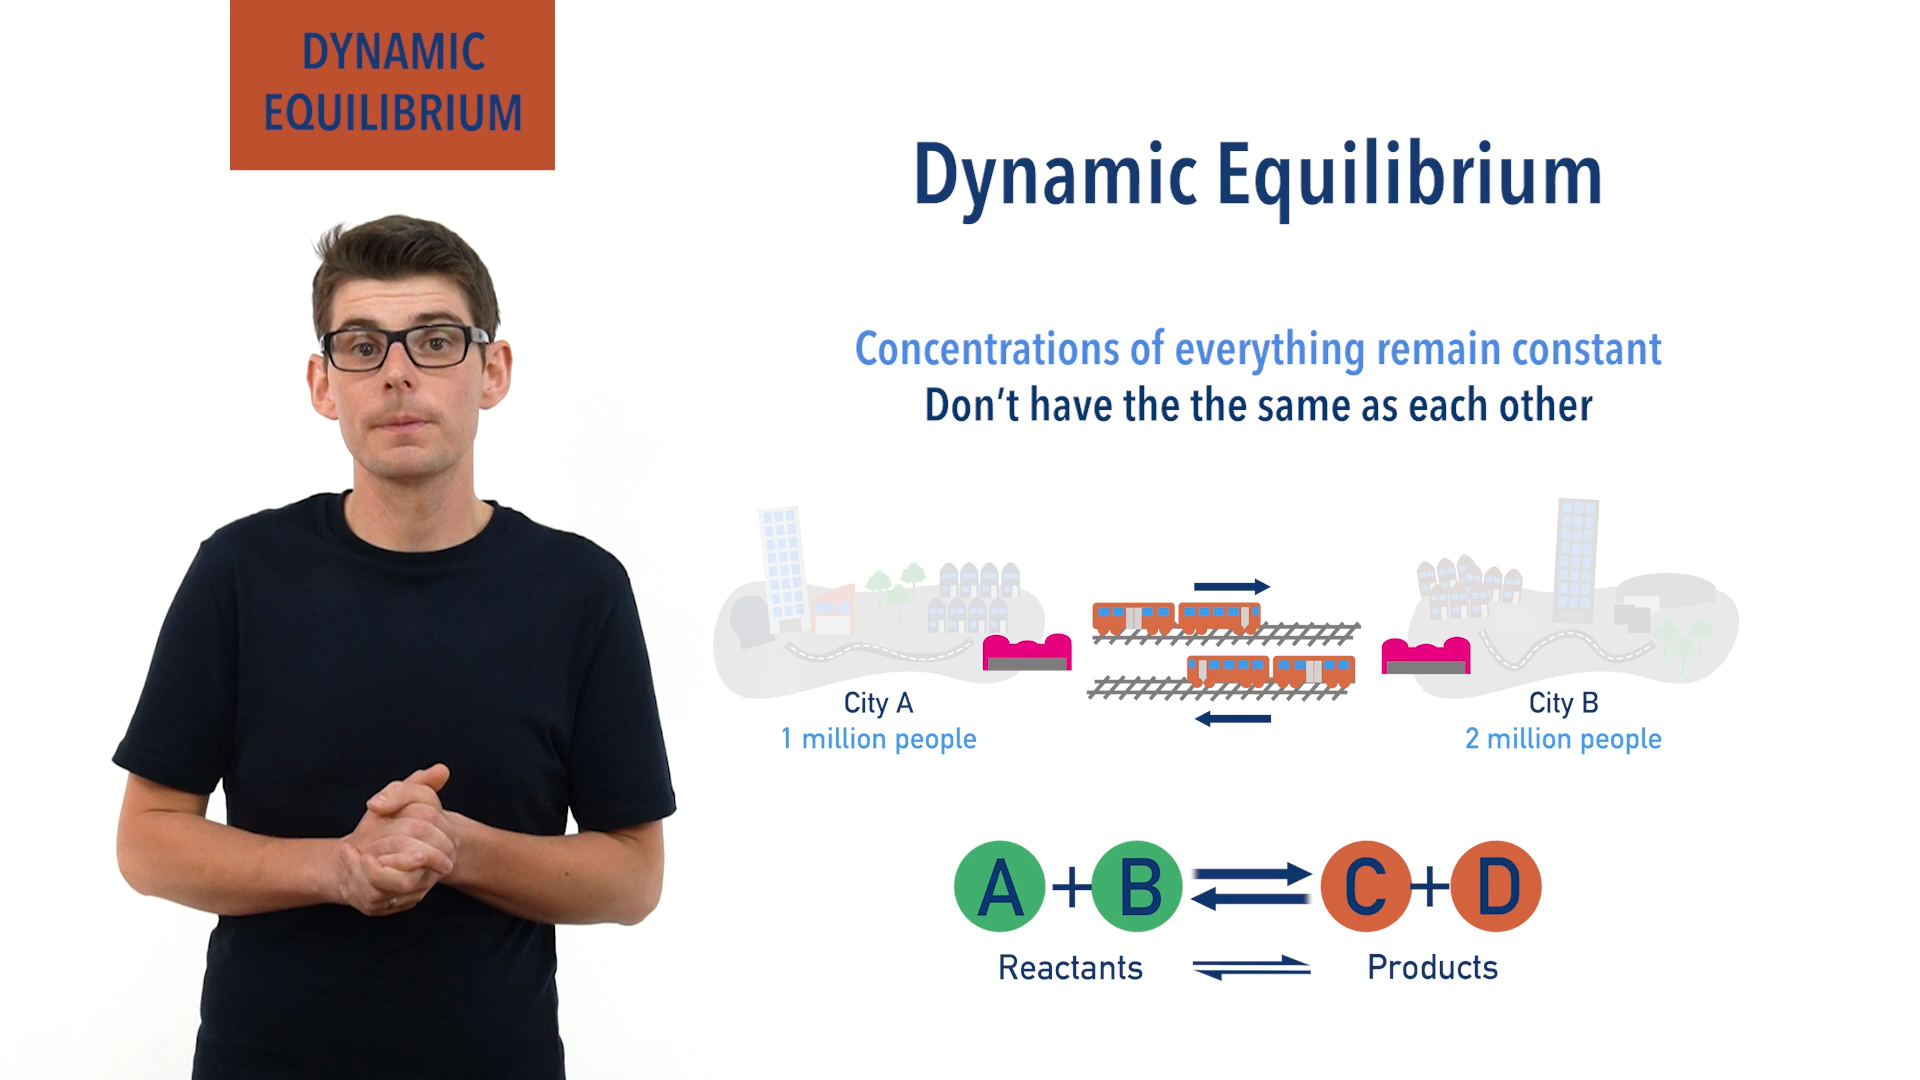 DYNAMIC
EQUILIBRIUM
Dynamic Equilibrium
Concentrations of everything remain constant
Don't have the the same as each other
City A
1 million people
City B
2 million people
A + B ⇄ C + D
Reactants ⇌ Products